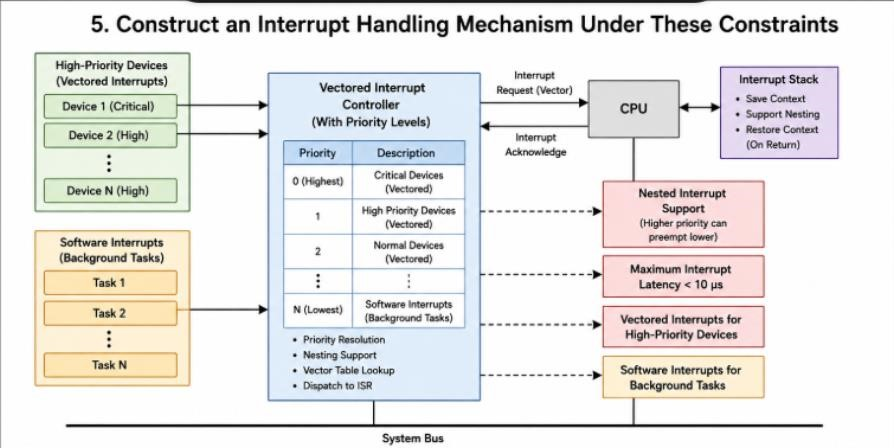 5. Construct an Interrupt Handling Mechanism Under These Constraints
High-Priority Devices
(Vectored Interrupts)
Device 1 (Critical)
Device 2 (High)
⋮
Device N (High)
Software Interrupts
(Background Tasks)
Task 1
Task 2
⋮
Task N
Vectored Interrupt
Controller
(With Priority Levels)
Priority Description
0 (Highest) Critical Devices
(Vectored)
1 High Priority Devices
(Vectored)
2 Normal Devices
(Vectored)
⋮ ⋮
N (Lowest) Software Interrupts
(Background Tasks)
• Priority Resolution
• Nesting Support
• Vector Table Lookup
• Dispatch to ISR
Interrupt
Request (Vector)
Interrupt
Acknowledge
CPU
Interrupt Stack
• Save Context
• Support Nesting
• Restore Context
(On Return)
Nested Interrupt
Support
(Higher priority can
preempt lower)
Maximum Interrupt
Latency < 10 µs
Vectored Interrupts for
High-Priority Devices
Software Interrupts for
Background Tasks
System Bus